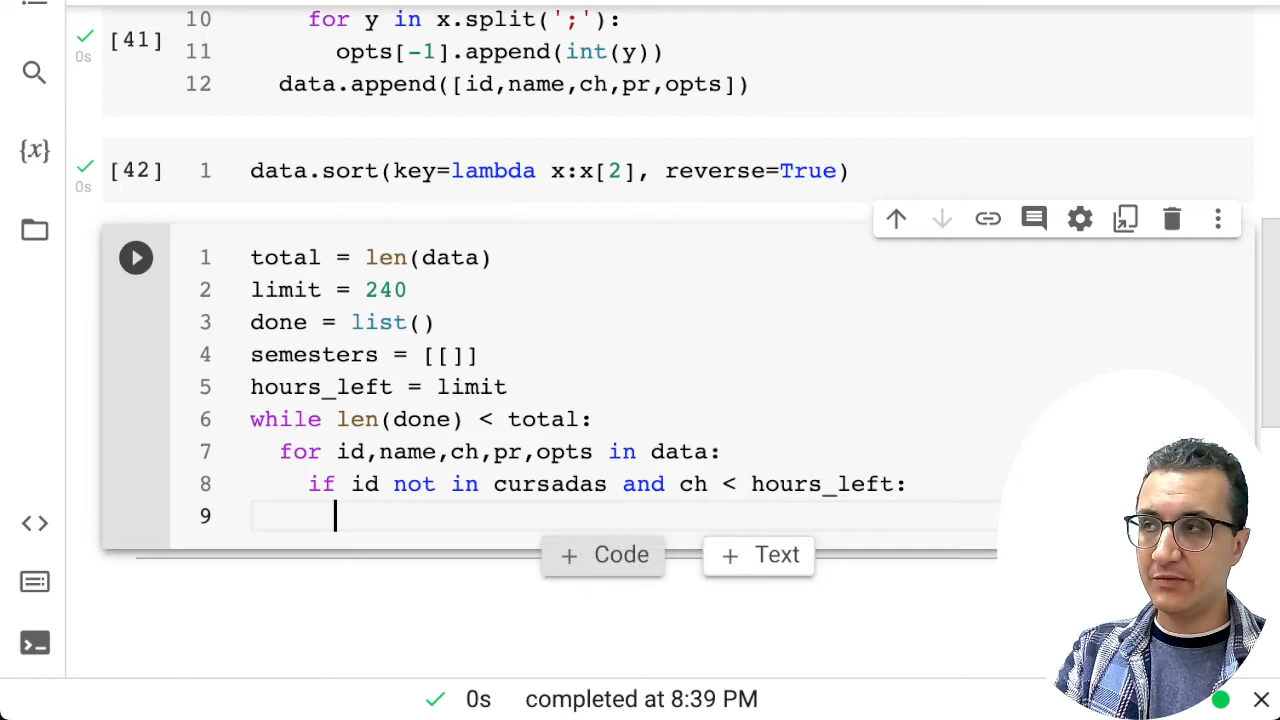 10 for y in x.split(';'):
[41] 11 opts[-1].append(int(y))
0s
12 data.append([id,name,ch,pr,opts])
{x}
[42] 1 data.sort(key=lambda x:x[2], reverse=True)
0s
1 total = len(data)
2 limit = 240
3 done = list()
4 semesters = [[]]
5 hours_left = limit
6 while len(done) < total:
7 for id,name,ch,pr,opts in data:
8 if id not in cursadas and ch < hours_left:
9
+ Code + Text
0s completed at 8:39 PM